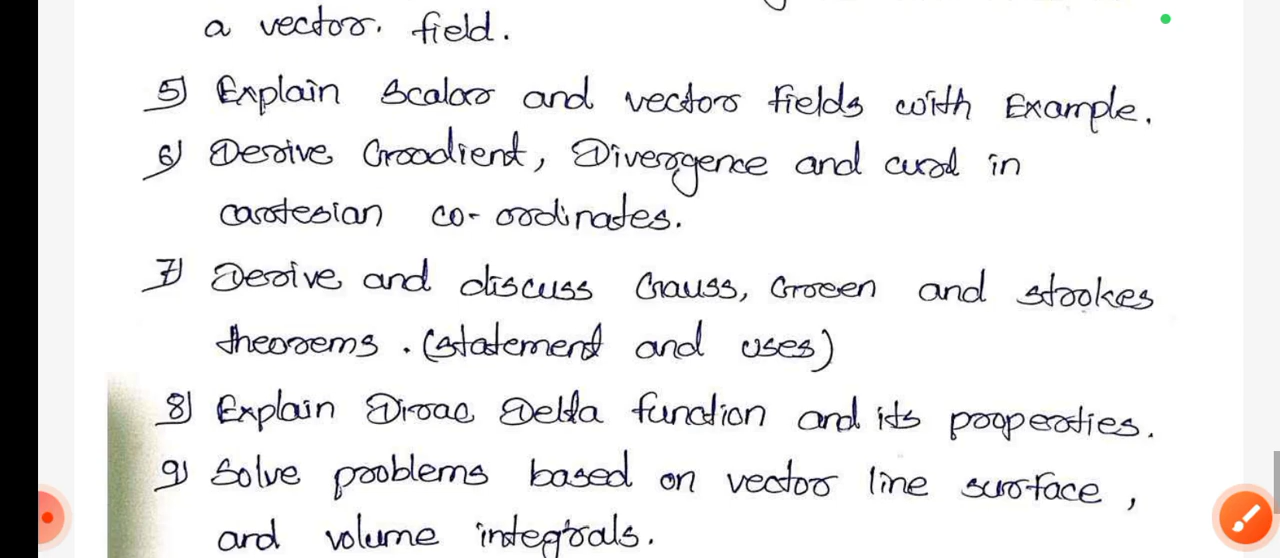 a vector. field.
5) Explain scalar and vector fields with Example.
6) Derive Gradient, Divergence and curl in
cartesian co-ordinates.
7) Derive and discuss Gauss, Green and strokes
theorems. (statement and uses)
8) Explain Dirac Delta function and its properties.
9) Solve problems based on vector line surface,
and volume integrals.